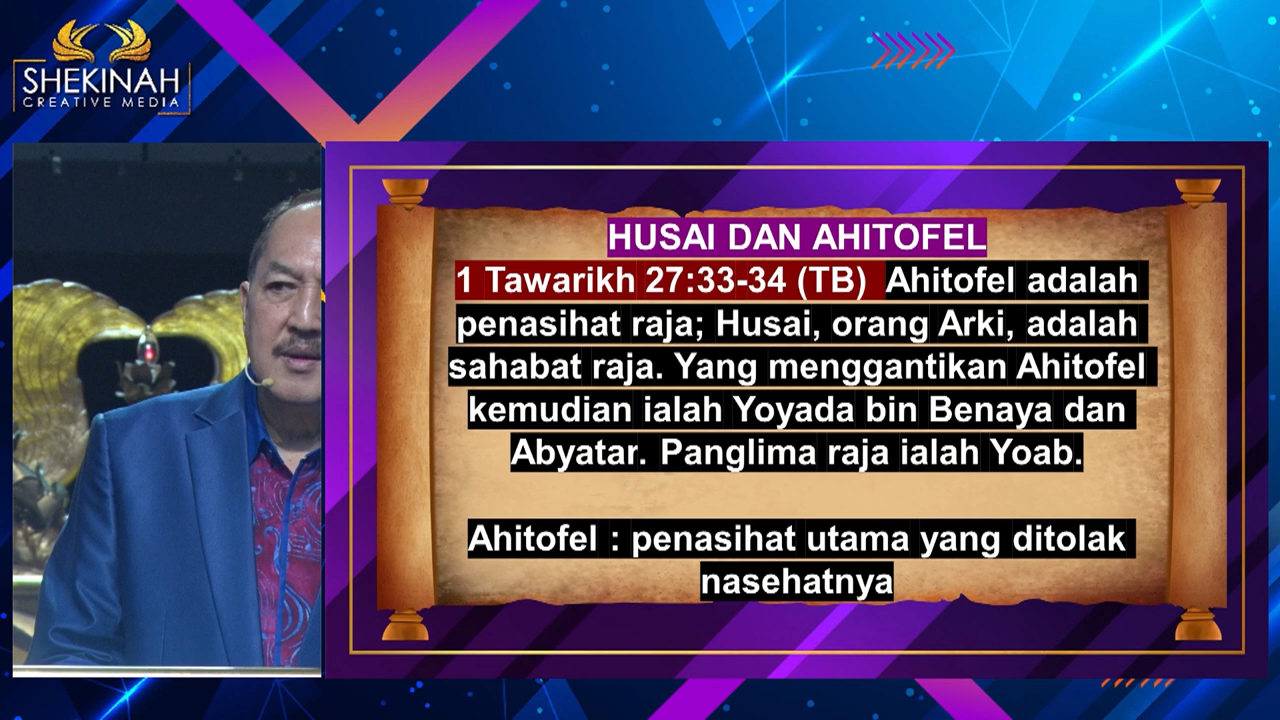 SHEKINAH
CREATIVE MEDIA
HUSAI DAN AHITOFEL
1 Tawarikh 27:33-34 (TB) Ahitofel adalah
penasihat raja; Husai, orang Arki, adalah
sahabat raja. Yang menggantikan Ahitofel
kemudian ialah Yoyada bin Benaya dan
Abyatar. Panglima raja ialah Yoab.
Ahitofel : penasihat utama yang ditolak
nasehatnya